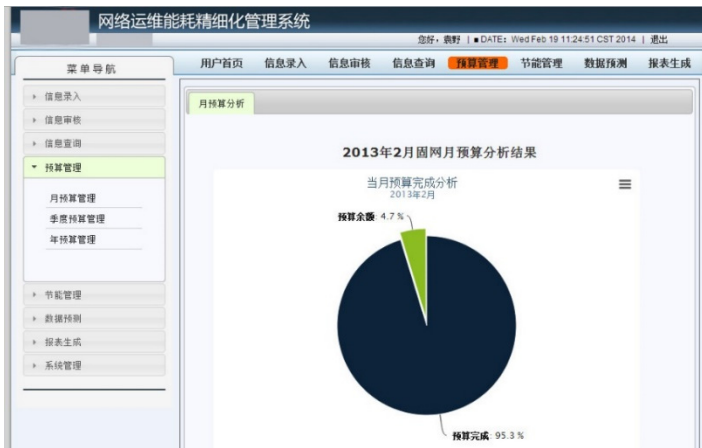 网络运维能耗精细化管理系统
您好，袁野 | ■ DATE: Wed Feb 19 11:24:51 CST 2014 | 退出
菜单导航
用户首页 信息录入 信息审核 信息查询 预算管理 节能管理 数据预测 报表生成
信息录入
信息审核
信息查询
预算管理
月预算管理
季度预算管理
年预算管理
节能管理
数据预测
报表生成
系统管理
月预算分析
2013年2月固网月预算分析结果
当月预算完成分析
2013年2月
预算余额: 4.7 %
预算完成: 95.3 %